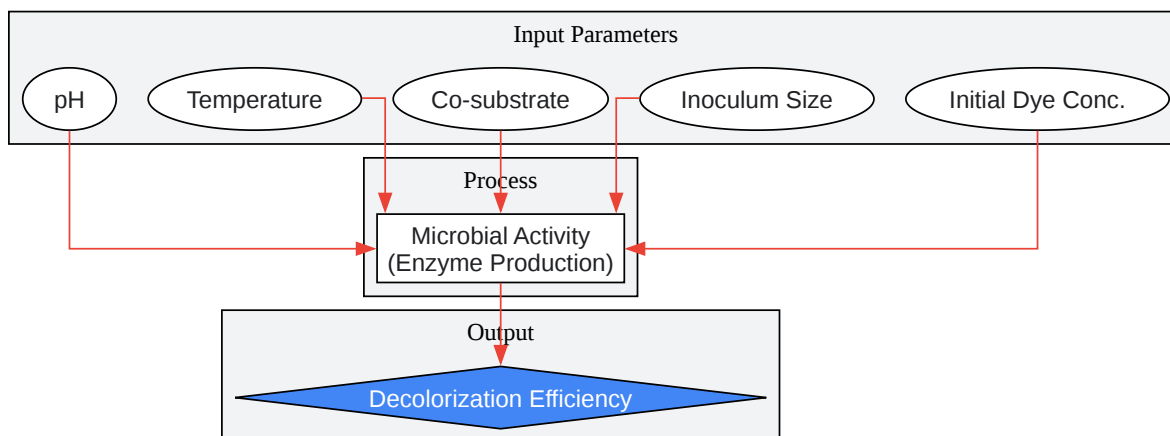 Input Parameters
pH
Temperature
Co-substrate
Inoculum Size
Initial Dye Conc.
Process
Microbial Activity
(Enzyme Production)
Output
Decolorization Efficiency